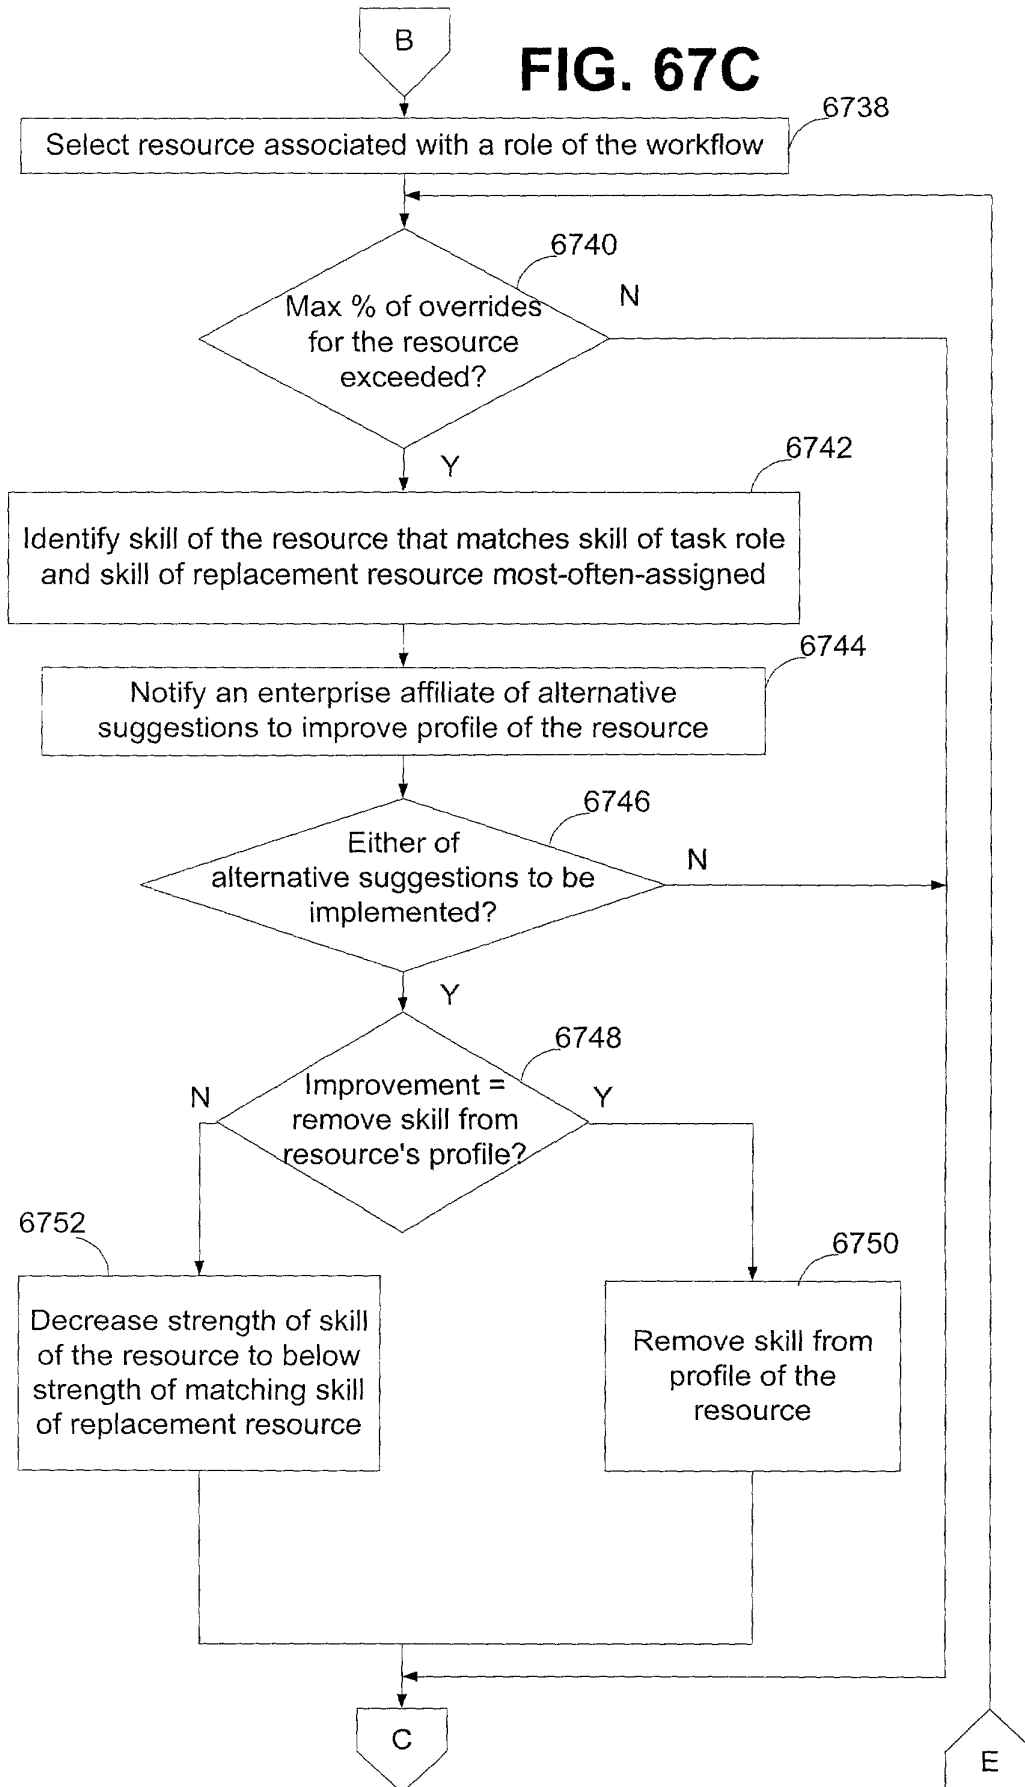 B
FIG. 67C
6738
Select resource associated with a role of the workflow
6740
Max % of overrides
for the resource
exceeded?
N
Y
6742
Identify skill of the resource that matches skill of task role
and skill of replacement resource most-often-assigned
6744
Notify an enterprise affiliate of alternative
suggestions to improve profile of the resource
6746
Either of
alternative suggestions to be
implemented?
N
Y
6748
Improvement =
remove skill from
resource's profile?
N
Y
6752
Decrease strength of skill
of the resource to below
strength of matching skill
of replacement resource
6750
Remove skill from
profile of the
resource
C
E